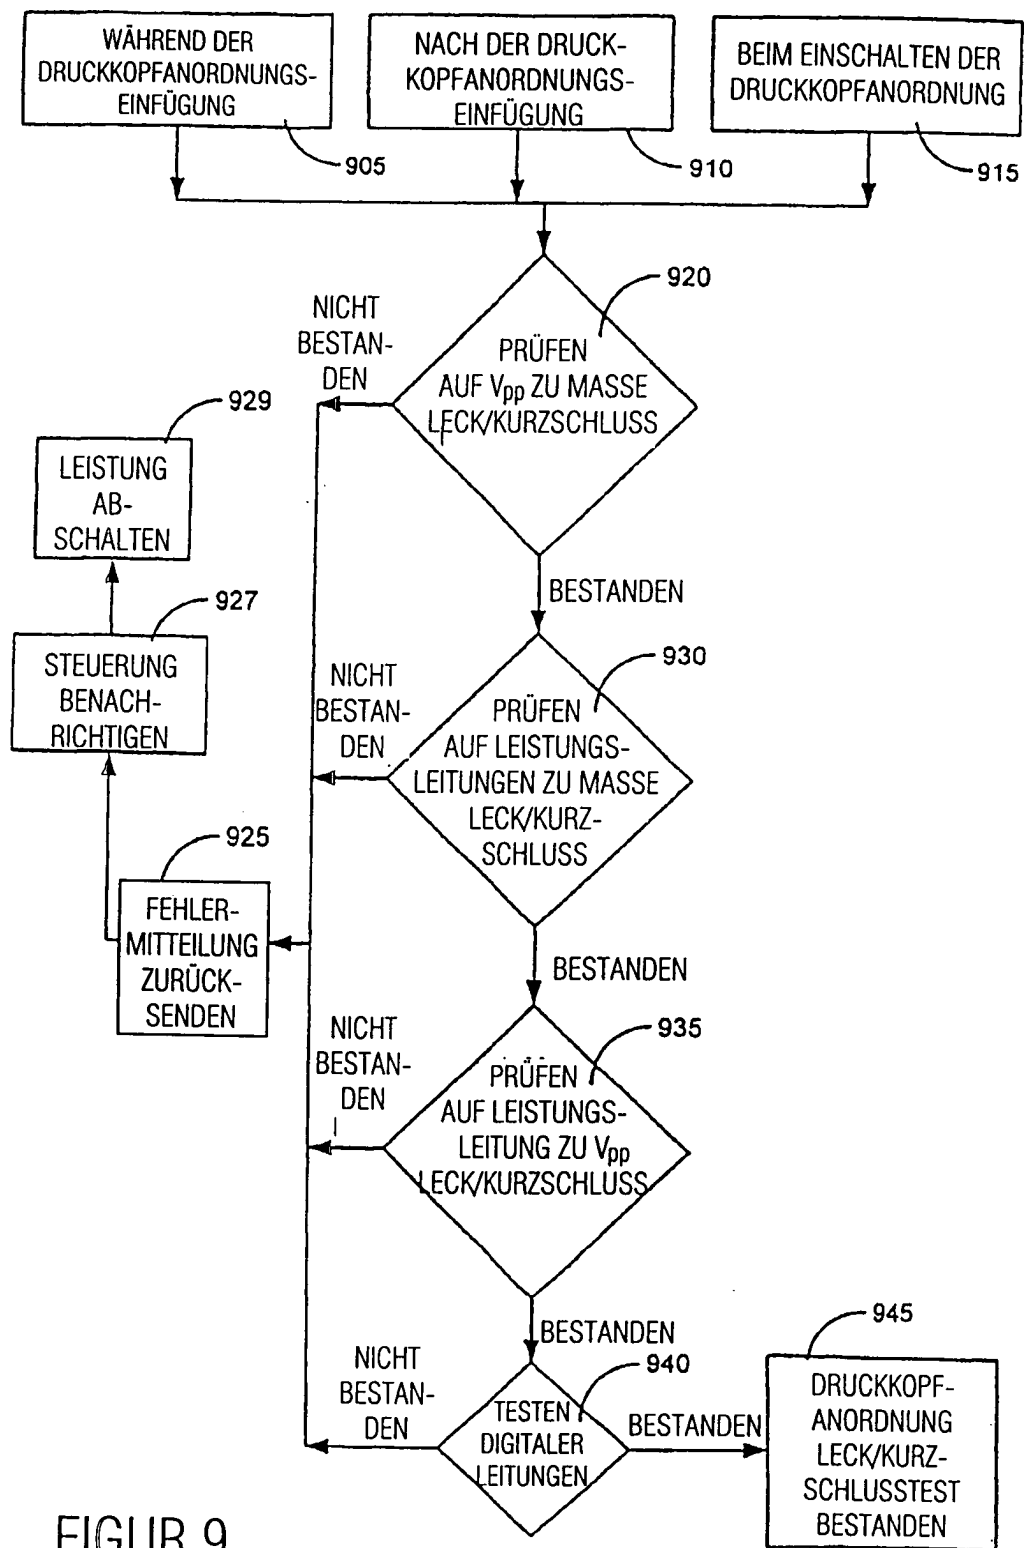 WÄHREND DER
DRUCKKOPFANORDNUNGS-
EINFÜGUNG
905
NACH DER DRUCK-
KOPFANORDNUNGS-
EINFÜGUNG
910
BEIM EINSCHALTEN DER
DRUCKKOPFANORDNUNG
915
920
PRÜFEN
AUF Vpp ZU MASSE
LECK/KURZSCHLUSS
NICHT
BESTAN-
DEN
929
LEISTUNG
AB-
SCHALTEN
BESTANDEN
927
STEUERUNG
BENACH-
RICHTIGEN
930
PRÜFEN
AUF LEISTUNGS-
LEITUNGEN ZU MASSE
LECK/KURZ-
SCHLUSS
NICHT
BESTAN-
DEN
925
FEHLER-
MITTEILUNG
ZURÜCK-
SENDEN
BESTANDEN
935
PRÜFEN
AUF LEISTUNGS-
LEITUNG ZU Vpp
LECK/KURZSCHLUSS
NICHT
BESTAN-
DEN
BESTANDEN
940
TESTEN
DIGITALER
LEITUNGEN
NICHT
BESTAN-
DEN
BESTANDEN
945
DRUCKKOPF-
ANORDNUNG
LECK/KURZ-
SCHLUSSTEST
BESTANDEN
FIGUR 9